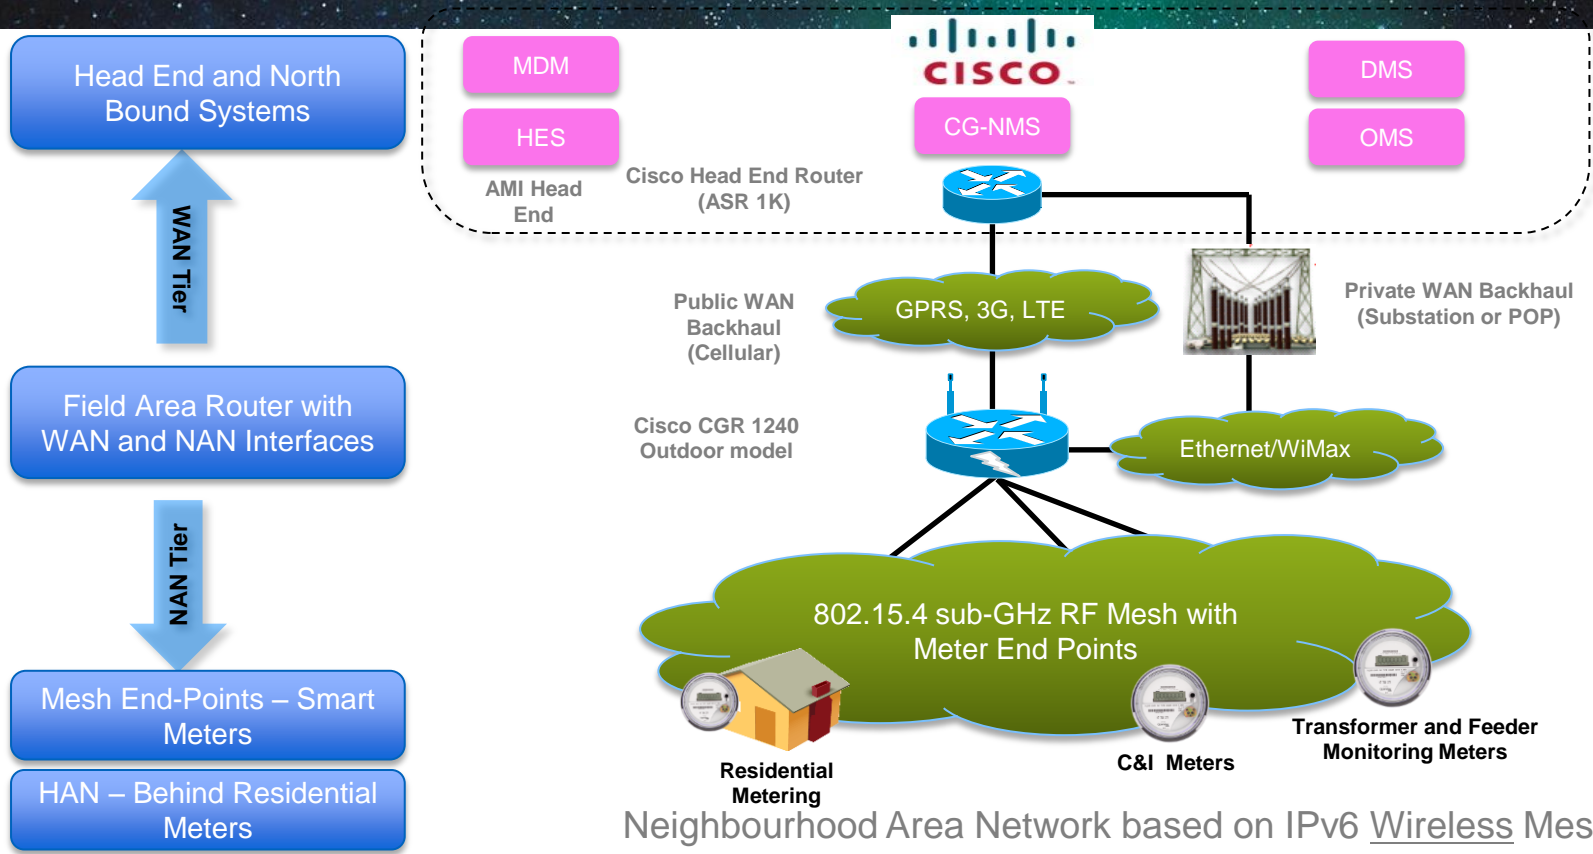 Head End and North
Bound Systems
WAN Tier
Field Area Router with
WAN and NAN Interfaces
NAN Tier
Mesh End-Points – Smart
Meters
HAN – Behind Residential
Meters
MDM
HES
AMI Head
End
CISCO
CG-NMS
Cisco Head End Router
(ASR 1K)
DMS
OMS
Public WAN
Backhaul
(Cellular)
GPRS, 3G, LTE
Private WAN Backhaul
(Substation or POP)
Cisco CGR 1240
Outdoor model
Ethernet/WiMax
802.15.4 sub-GHz RF Mesh with
Meter End Points
Residential
Metering
C&I Meters
Transformer and Feeder
Monitoring Meters
Neighbourhood Area Network based on IPv6 Wireless Mes